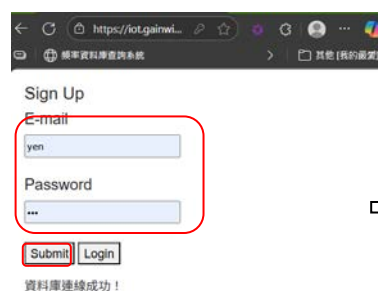 https://iot.gainwi...
頻率資料庫查詢系統
其他 [我的最愛]
Sign Up
E-mail
yen
Password
•••
Submit Login
資料庫連線成功！